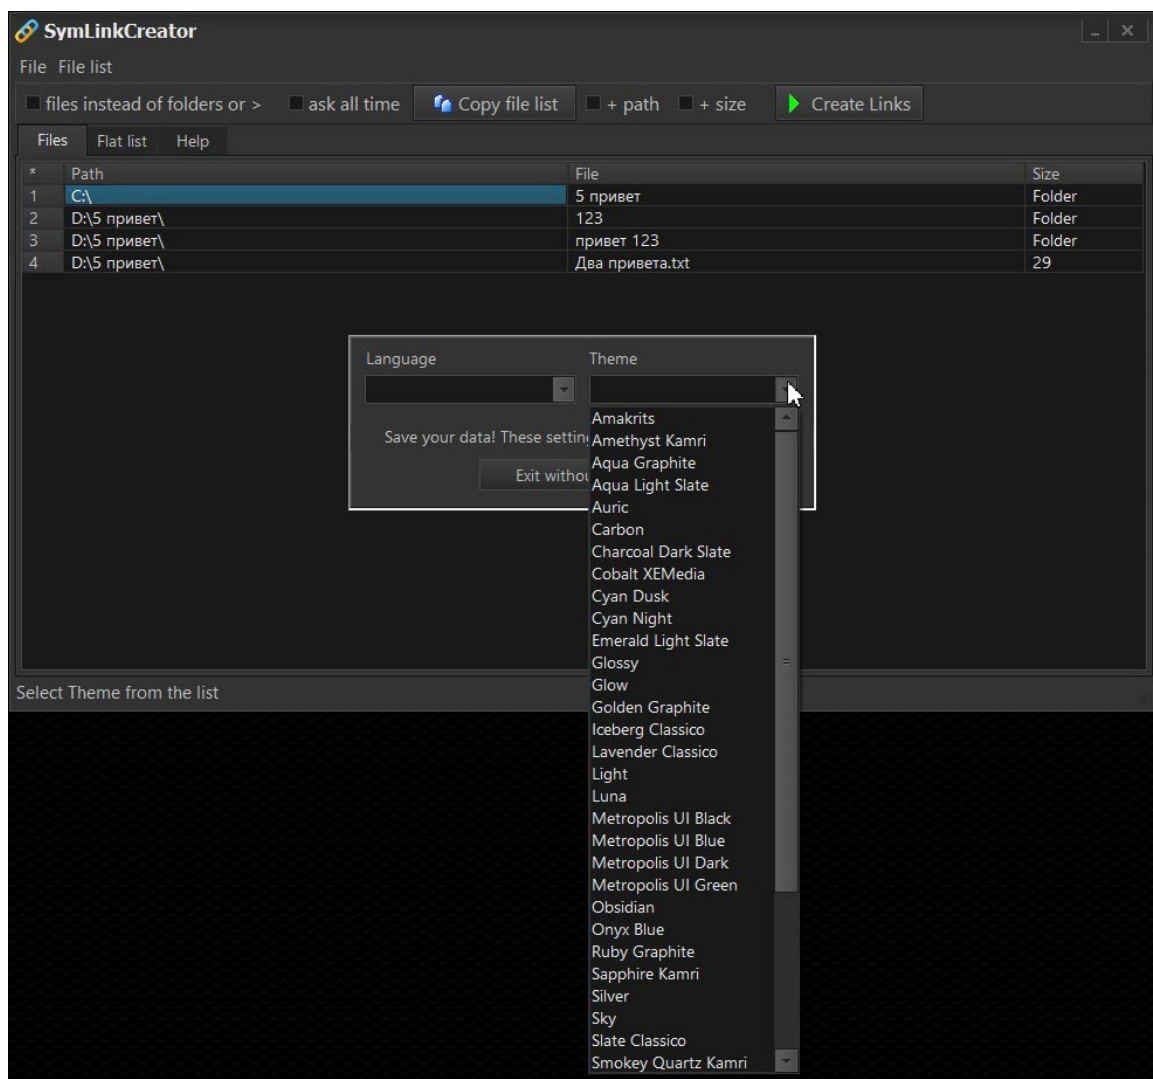 SymLinkCreator
File File list
files instead of folders or > ask all time Copy file list + path + size Create Links
Files Flat list Help
* Path File Size
1 C:\ 5 привет Folder
2 D:\5 привет\ 123 Folder
3 D:\5 привет\ привет 123 Folder
4 D:\5 привет\ Два привета.txt 29
Language Theme
Save your data! These
Exit
Amakrits
Amethyst Kamri
Aqua Graphite
Aqua Light Slate
Auric
Carbon
Charcoal Dark Slate
Cobalt XEMedia
Cyan Dusk
Cyan Night
Emerald Light Slate
Glossy
Glow
Golden Graphite
Iceberg Classico
Lavender Classico
Light
Luna
Metropolis UI Black
Metropolis UI Blue
Metropolis UI Dark
Metropolis UI Green
Obsidian
Onyx Blue
Ruby Graphite
Sapphire Kamri
Silver
Sky
Slate Classico
Smokey Quartz Kamri
Select Theme from the list